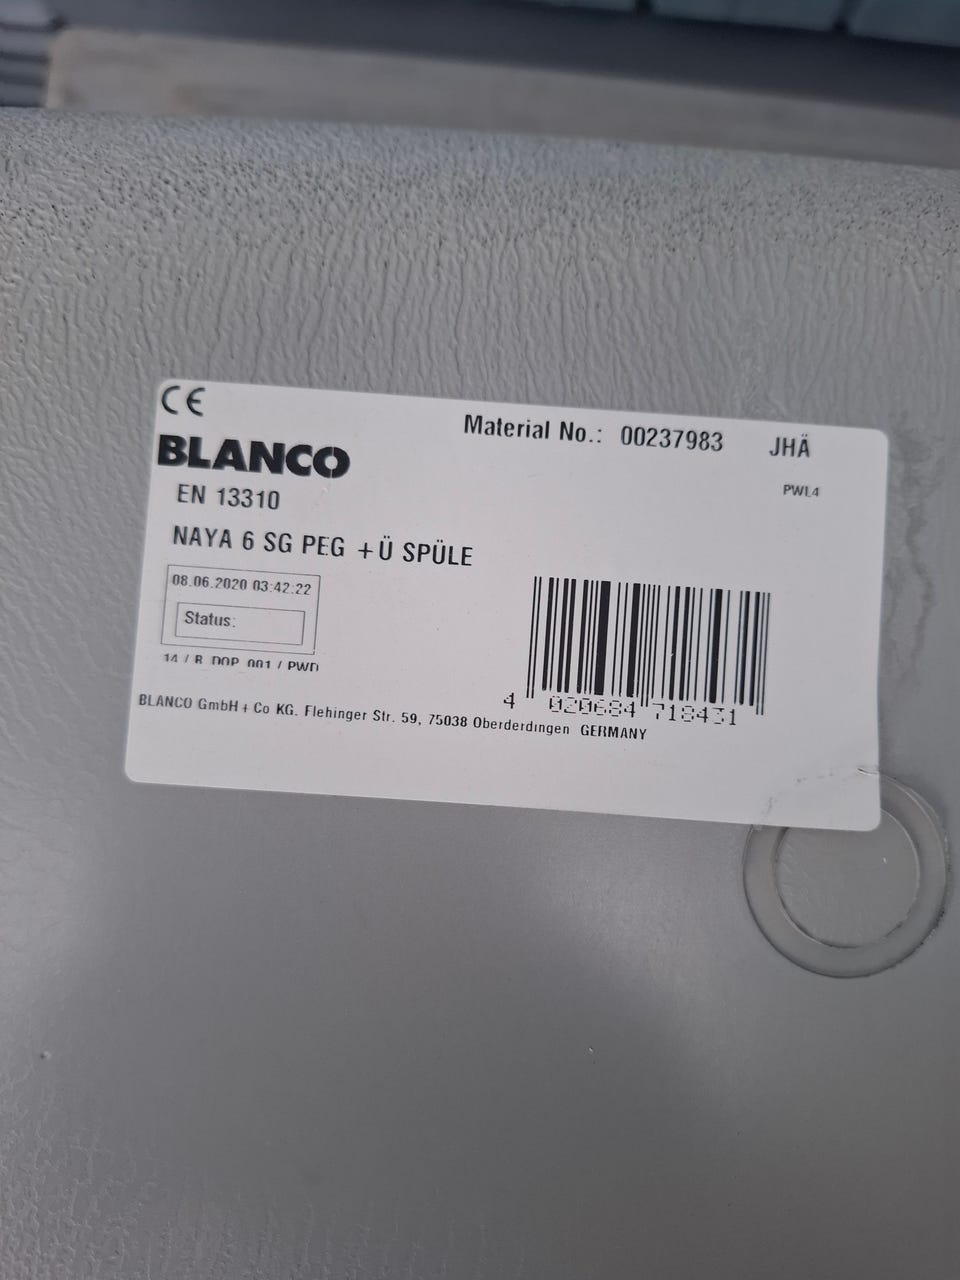 CE
Material No.: 00237983 JHÄ
BLANCO
PWL4
EN 13310
NAYA 6 SG PEG +Ü SPÜLE
08.06.2020 03:42:22
Status:
14 / B DOP 001 / PWD
4 020684 718431
BLANCO GmbH + Co KG. Flehinger Str. 59, 75038 Oberderdingen GERMANY